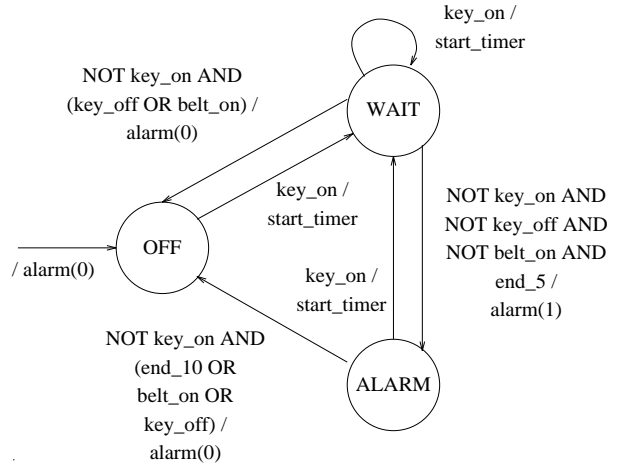 key_on /
start_timer
NOT key_on AND
(key_off OR belt_on) /
alarm(0)
WAIT
key_on /
start_timer
NOT key_on AND
NOT key_off AND
NOT belt_on AND
end_5 /
alarm(1)
OFF
/ alarm(0)
key_on /
start_timer
NOT key_on AND
(end_10 OR
belt_on OR
key_off) /
alarm(0)
ALARM